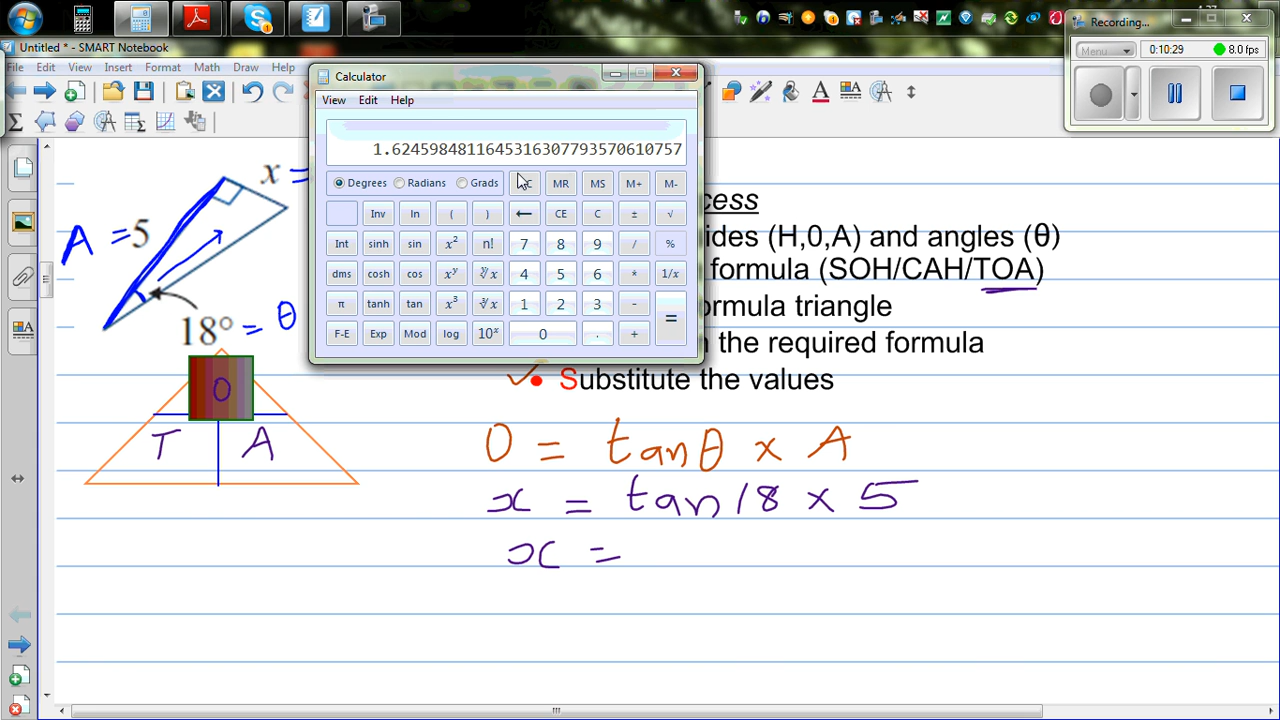 Untitled * - SMART Notebook
File Edit View Insert Format Math Draw Help
Recording...
Menu
0:10:29 8.0 fps
Calculator
View Edit Help
1.6245984811645316307793570610757
Degrees Radians Grads MR MS M+ M-
Inv ln ( ) ← CE C ± √
Int sinh sin x² n! 7 8 9 / %
dms cosh cos xʸ ʸ√x 4 5 6 * 1/x
π tanh tan x³ ³√x 1 2 3 - =
F-E Exp Mod log 10ˣ 0 . +
x =
A = 5
18° = θ
O
T A
cess
ides (H,0,A) and angles (θ)
formula (SOH/CAH/TOA)
ormula triangle
n the required formula
✓• Substitute the values
O = tanθ x A
x = tan18 x 5
x =